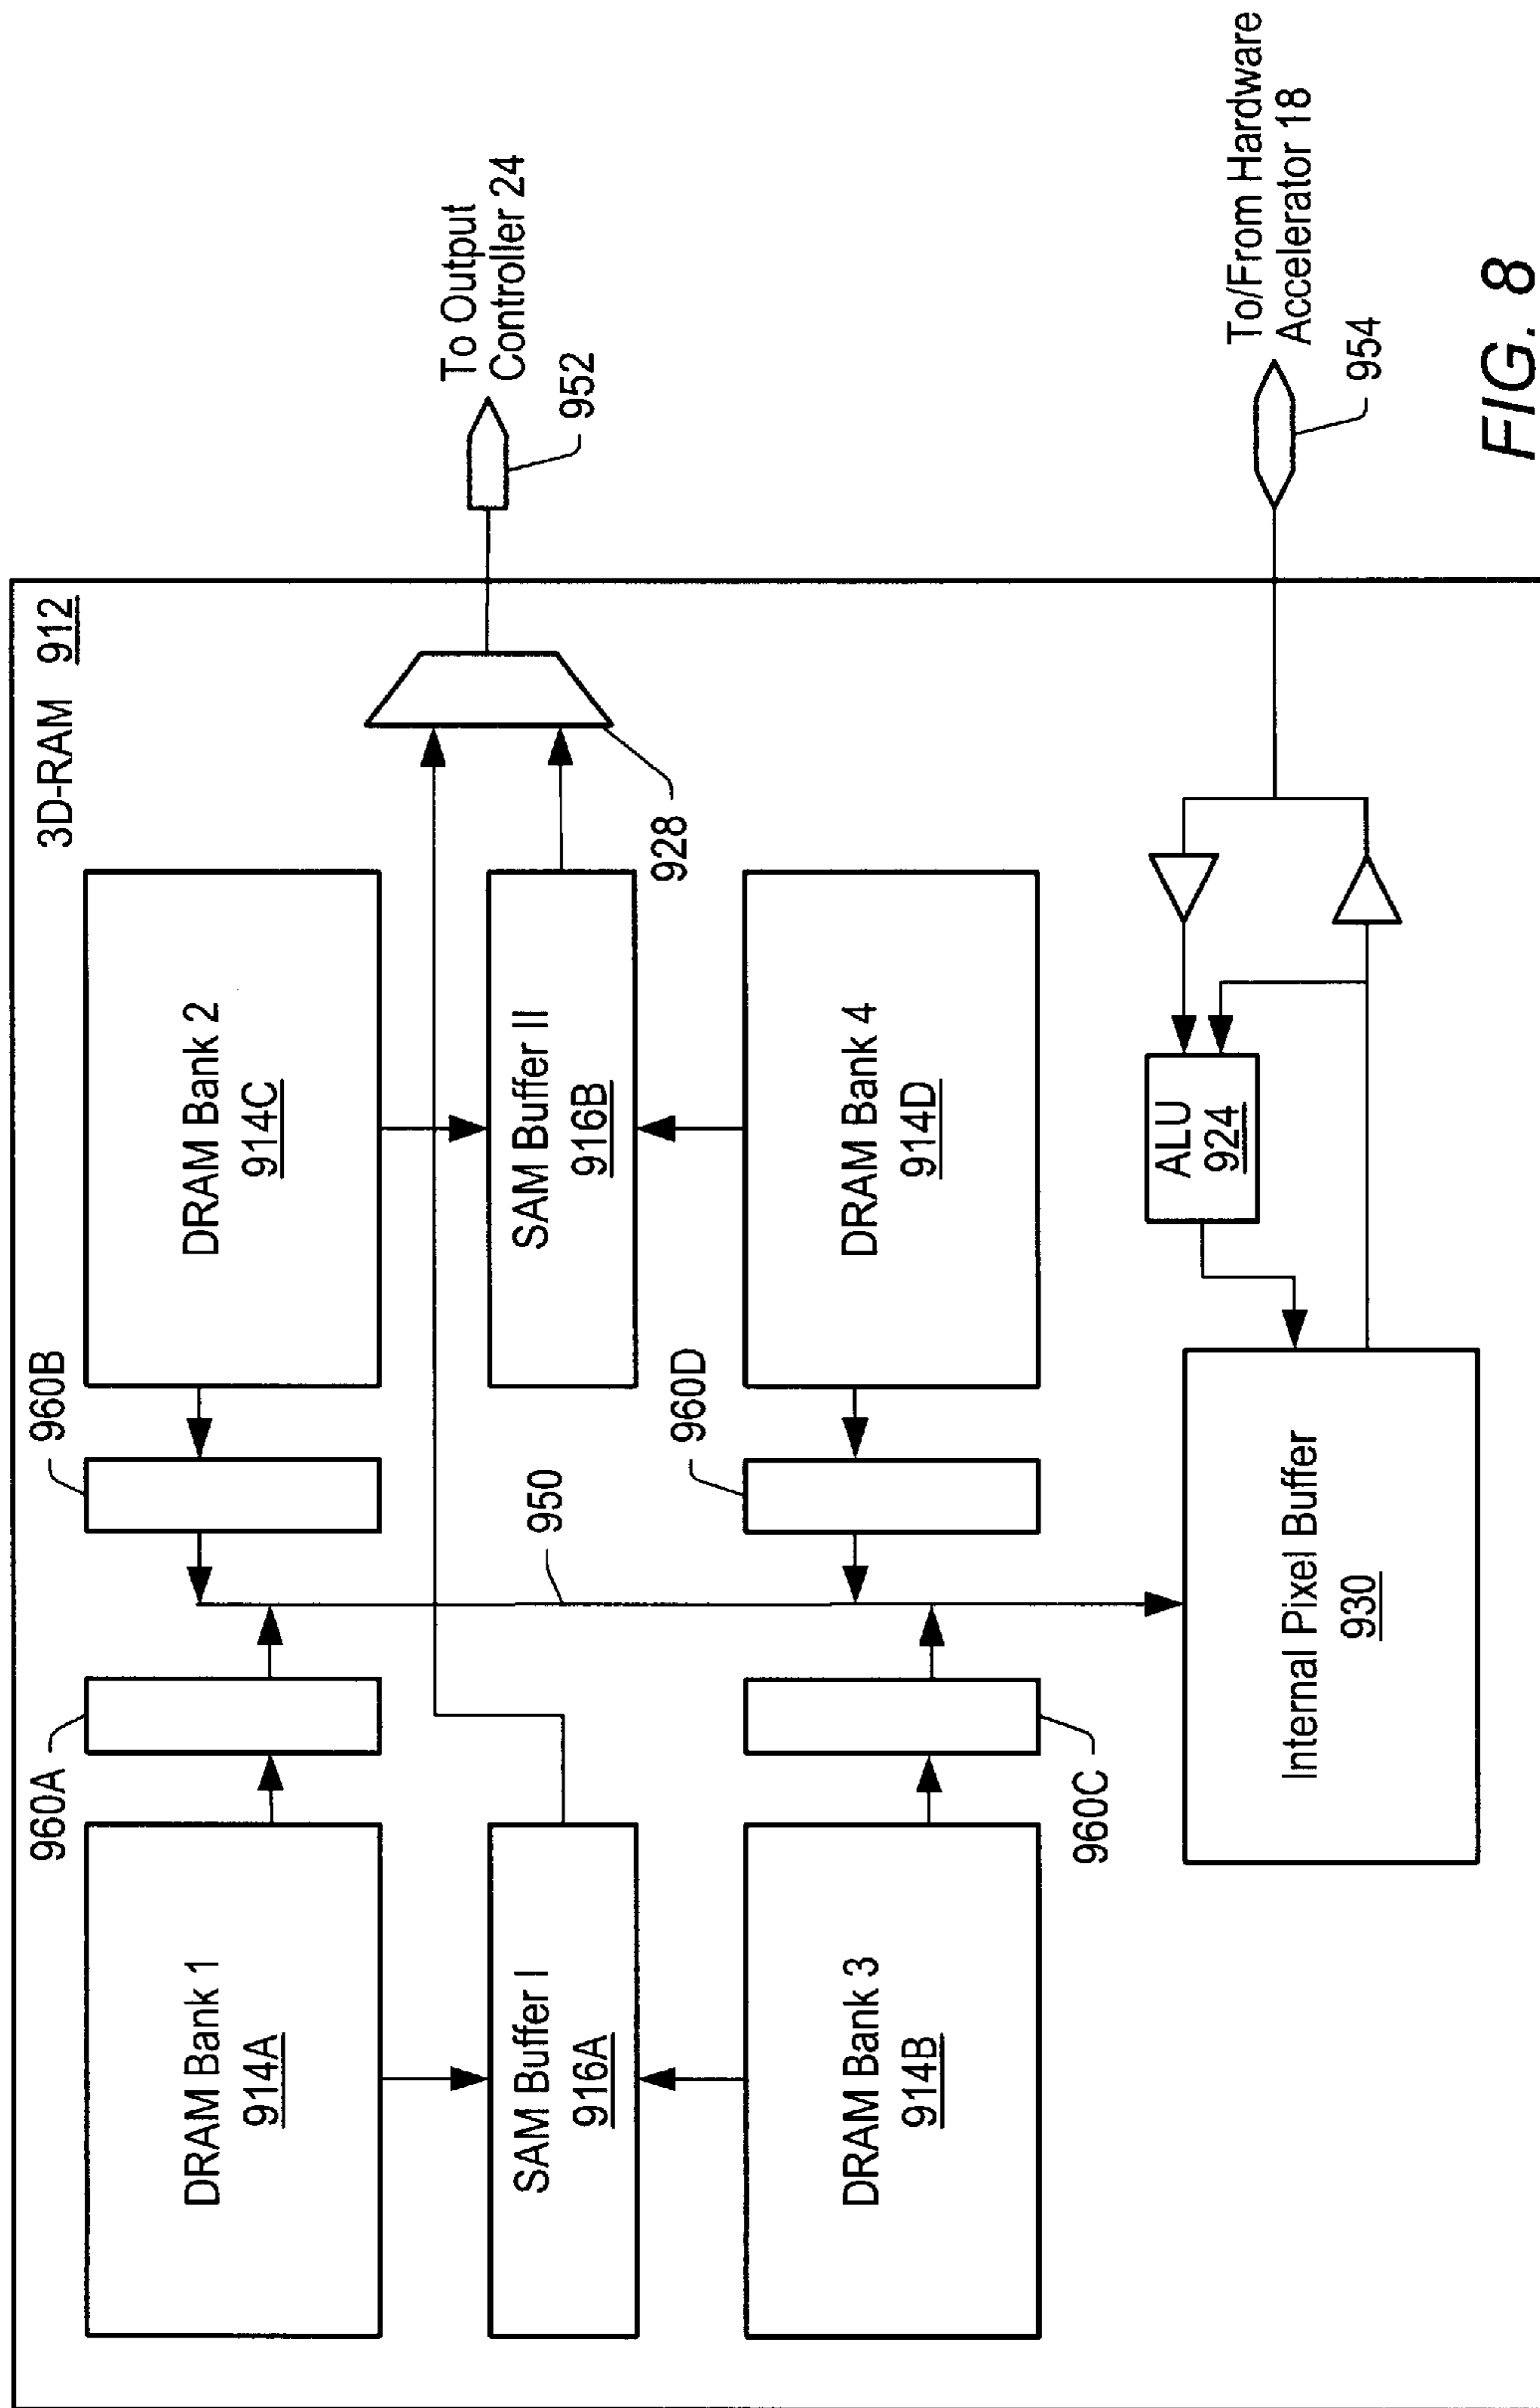 3D-RAM 912
960A
960B
DRAM Bank 1
914A
DRAM Bank 2
914C
To Output
Controller 24
952
SAM Buffer I
916A
950
SAM Buffer II
916B
928
960D
DRAM Bank 3
914B
DRAM Bank 4
914D
960C
ALU
924
To/From Hardware
Accelerator 18
954
Internal Pixel Buffer
930
FIG. 8